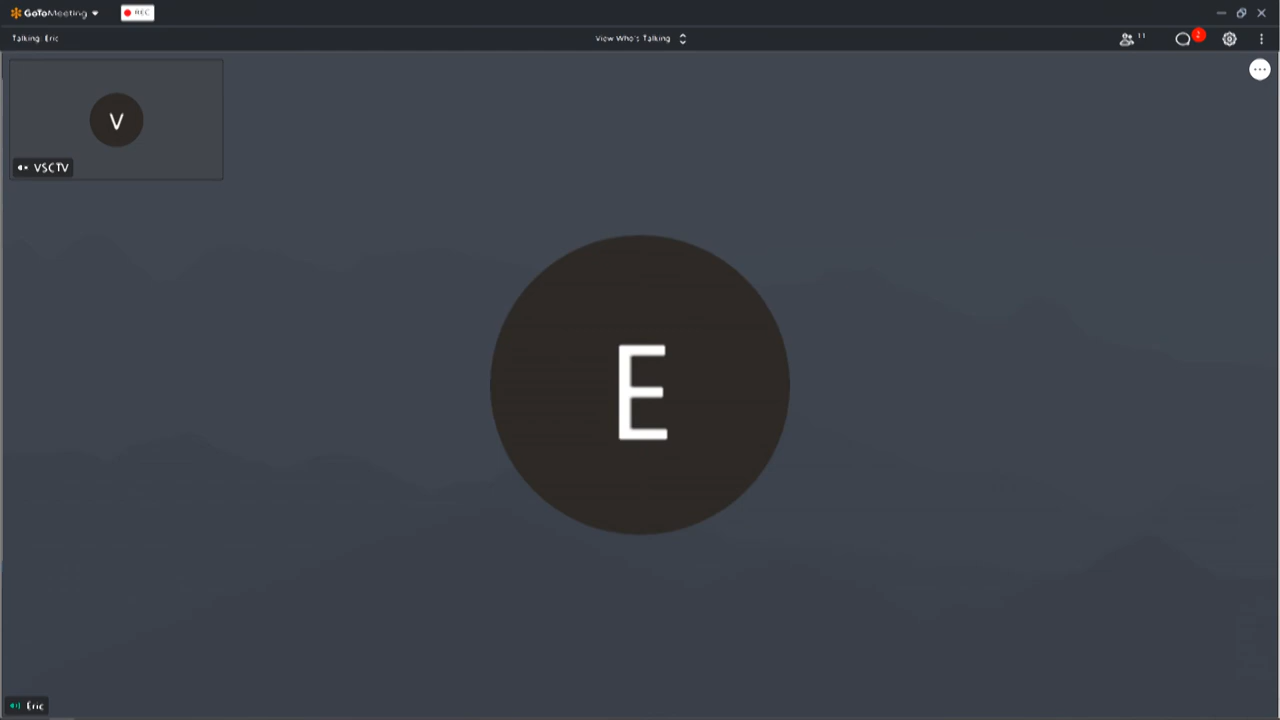 GoToMeeting REC
Talking: Eric
View Who's Talking
11
2
V
VSCTV
E
Eric